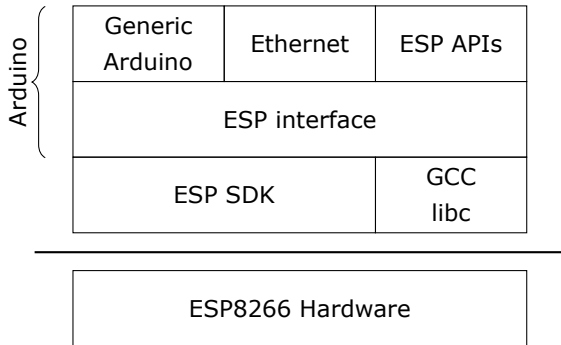 Arduino
Generic
Arduino
Ethernet
ESP APIs
ESP interface
ESP SDK
GCC
libc
ESP8266 Hardware